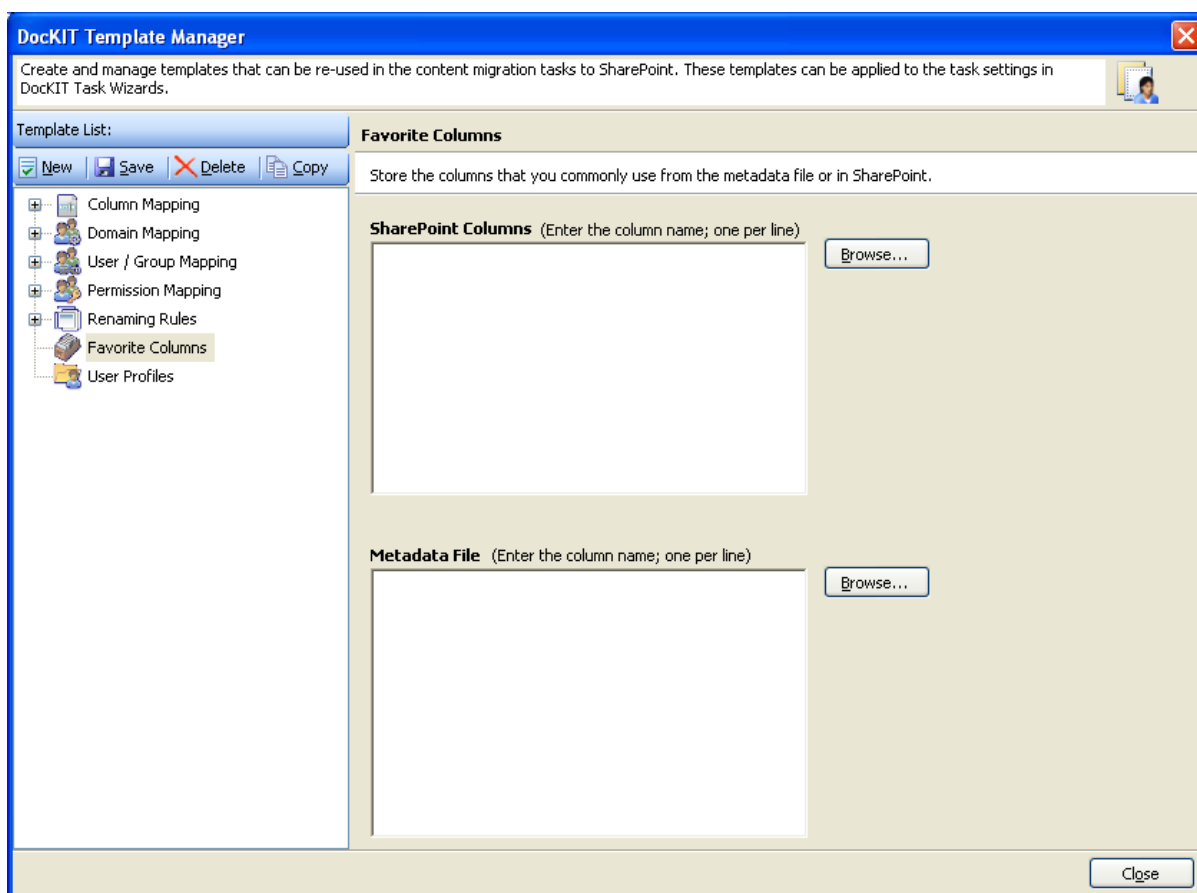 DocKIT Template Manager
Create and manage templates that can be re-used in the content migration tasks to SharePoint. These templates can be applied to the task settings in
DocKIT Task Wizards.
Template List:
New Save Delete Copy
Column Mapping
Domain Mapping
User / Group Mapping
Permission Mapping
Renaming Rules
Favorite Columns
User Profiles
Favorite Columns
Store the columns that you commonly use from the metadata file or in SharePoint.
SharePoint Columns (Enter the column name; one per line)
Browse...
Metadata File (Enter the column name; one per line)
Browse...
Close